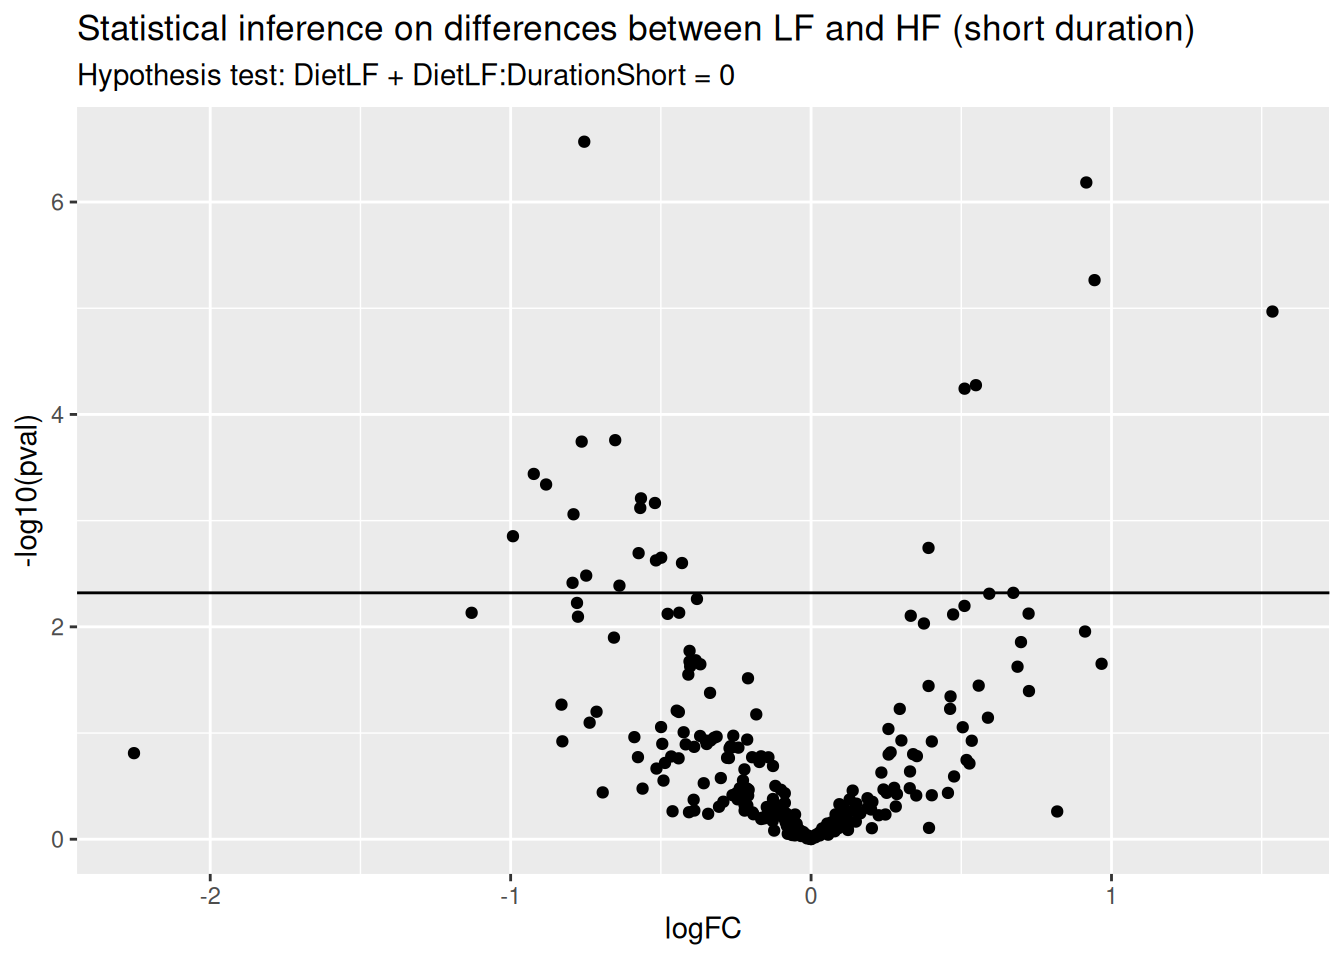 Statistical inference on differences between LF and HF (short duration)
Hypothesis test: DietLF + DietLF:DurationShort = 0
-log10(pval)
6
4
2
0
-2
-1
0
1
logFC